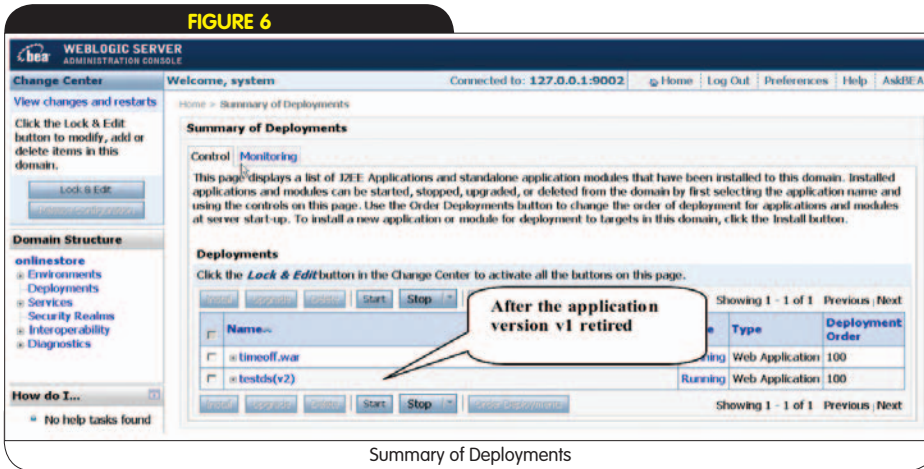 FIGURE 6
bea WEBLOGIC SERVER
ADMINISTRATION CONSOLE
Change Center
View changes and restarts
Click the Lock & Edit
button to modify, add or
delete items in this
domain.
Lock & Edit
Domain Structure
onlinestore
Environments
Deployments
Services
Security Realms
Interoperability
Diagnostics
How do I...
No help tasks found
Welcome, system
Connected to: 127.0.0.1:9002
Home Log Out Preferences Help AskBEA
Home > Summary of Deployments
Summary of Deployments
Control Monitoring
This page displays a list of J2EE Applications and standalone application modules that have been installed to this domain. Installed
applications and modules can be started, stopped, upgraded, or deleted from the domain by first selecting the application name and
using the controls on this page. Use the Order Deployments button to change the order of deployment for applications and modules
at server start-up. To install a new application or module for deployment to targets in this domain, click the Install button.
Deployments
Click the Lock & Edit button in the Change Center to activate all the buttons on this page.
Install Upgrade Delete Start Stop
Showing 1 - 1 of 1 Previous | Next
After the application
version v1 retired
Name
Type
Deployment
Order
timeoff.war
Web Application 100
testds(v2)
Running Web Application 100
Install Upgrade Delete Start Stop Order Deployments
Showing 1 - 1 of 1 Previous | Next
Summary of Deployments